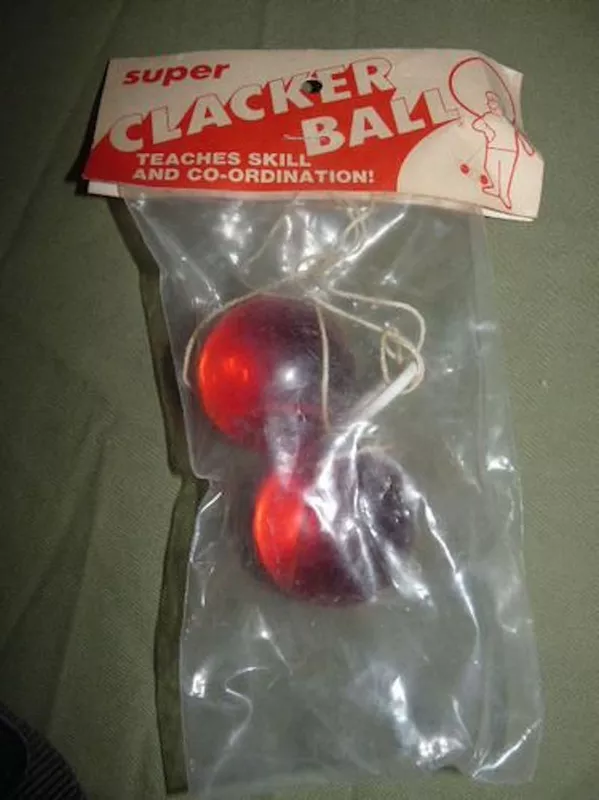 super
CLACKER
BALL
TEACHES SKILL
AND CO-ORDINATION!